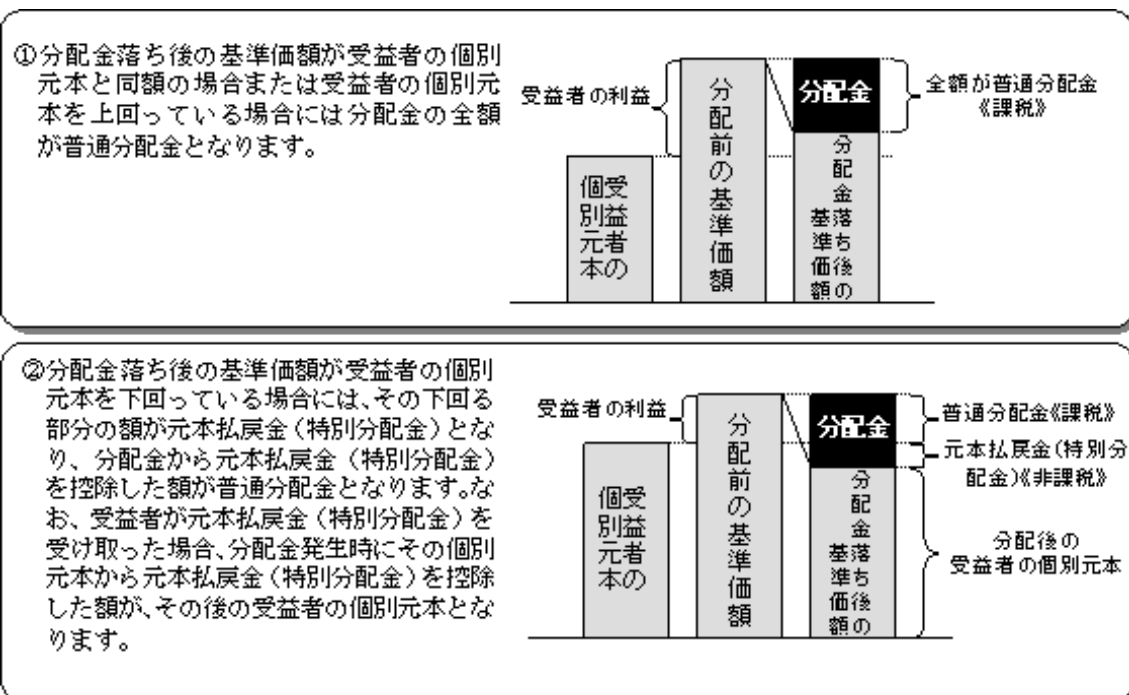 ①分配金落ち後の基準価額が受益者の個別
元本と同額の場合または受益者の個別元
本を上回っている場合には分配金の全額
が普通分配金となります。
受益者の利益
受益者の
個別元本
分配前の基準価額
分配金
分配金落ち後の
基準価額
全額が普通分配金
《課税》
②分配金落ち後の基準価額が受益者の個別
元本を下回っている場合には、その下回る
部分の額が元本払戻金(特別分配金)とな
り、分配金から元本払戻金(特別分配金)
を控除した額が普通分配金となります。な
お、受益者が元本払戻金(特別分配金)を
受け取った場合、分配金発生時にその個別
元本から元本払戻金(特別分配金)を控除
した額が、その後の受益者の個別元本とな
ります。
受益者の利益
受益者の
個別元本
分配前の基準価額
分配金
分配金落ち後の
基準価額
普通分配金《課税》
元本払戻金(特別分
配金)《非課税》
分配後の
受益者の個別元本